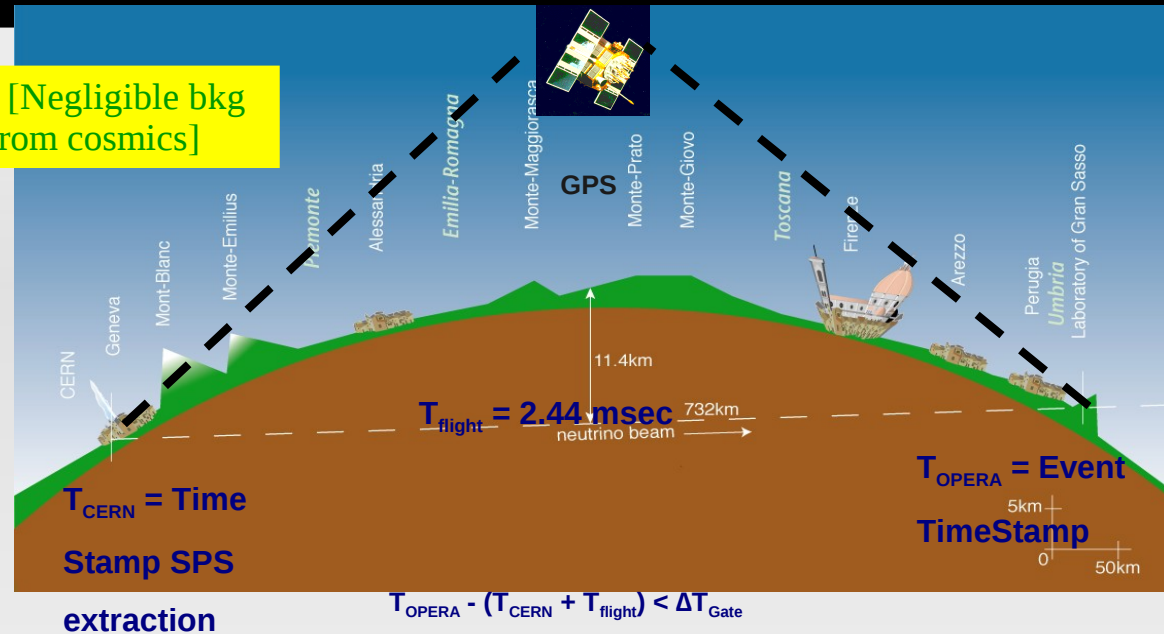 [Negligible bkg
from cosmics]
GPS
CERN
Geneva
Mont-Blanc
Monte-Emilius
Piemonte
Alessandria
Emilia-Romagna
Monte-Maggiorasca
Monte-Prato
Monte-Giovo
Toscana
Firenze
Arezzo
Perugia
Umbria
Laboratory of Gran Sasso
11.4km
T_flight = 2.44 msec
732km
neutrino beam
T_CERN = Time
Stamp SPS
extraction
T_OPERA = Event
TimeStamp
5km
0
50km
T_OPERA - (T_CERN + T_flight) < ΔT_Gate